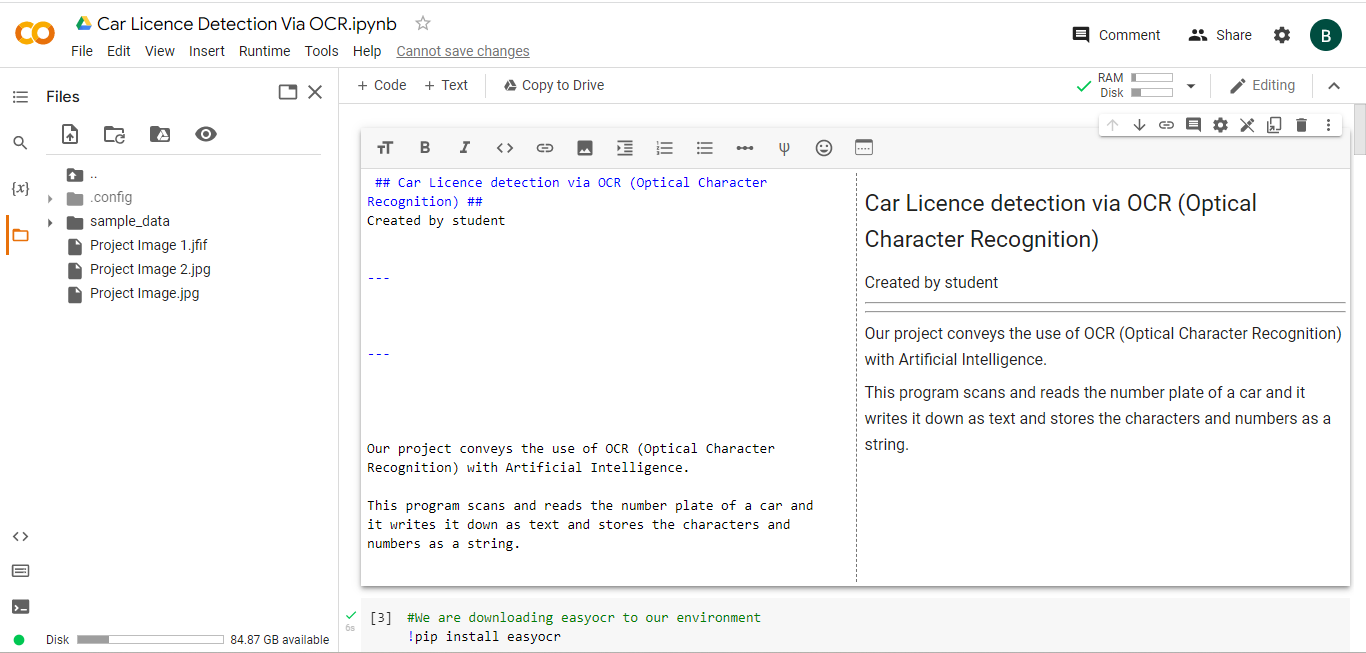 Car Licence Detection Via OCR.ipynb
File Edit View Insert Runtime Tools Help Cannot save changes
Comment Share B
Files
+ Code + Text Copy to Drive
RAM
Disk
Editing
{x}
..
.config
sample_data
Project Image 1.jfif
Project Image 2.jpg
Project Image.jpg
Disk 84.87 GB available
TT B I <> Ψ
## Car Licence detection via OCR (Optical Character
Recognition) ##
Created by student
---
---
Our project conveys the use of OCR (Optical Character
Recognition) with Artificial Intelligence.
This program scans and reads the number plate of a car and
it writes it down as text and stores the characters and
numbers as a string.
Car Licence detection via OCR (Optical
Character Recognition)
Created by student
Our project conveys the use of OCR (Optical Character Recognition)
with Artificial Intelligence.
This program scans and reads the number plate of a car and it
writes it down as text and stores the characters and numbers as a
string.
6s
[3] #We are downloading easyocr to our environment
!pip install easyocr